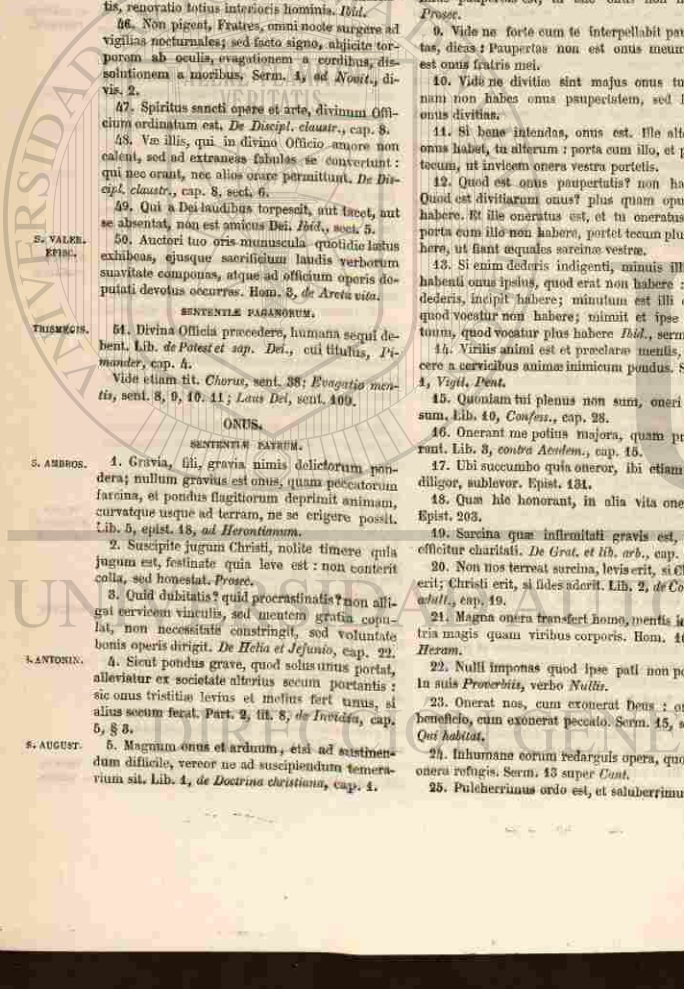 tis, renovatio totius interioris hominis. Ibid.
46. Non pigeat, Fratres, omni nocte surgere ad
vigilias nocturnales; sed facto signo, abjicite tor-
porem ab oculis, evagationem a cordibus, dis-
solutionem a moribus. Serm. 1, ad Novit., di-
vis. 2.
47. Spiritus sancti opere et arte, divinum Offi-
cium ordinatum est. De Discipl. claustr., cap. 8.
48. Væ illis, qui in divino Officio amore non
calent, sed ad extraneas fabulas se convertunt :
qui nec orant, nec alios orare permittunt. De Dis-
cipl. claustr., cap. 8, sect. 6.
49. Qui a Dei laudibus torpescit, aut tacet, aut
se absentat, non est amicus Dei. Ibid., sect. 5.
S. VALER.
EPISC.
50. Auctori tuo oris munuscula quotidie lætus
exhibeas, ejusque sacrificium laudis verborum
suavitate componas, atque ad officium operis de-
putati devotus occurras. Hom. 3, de Arcta vita.
SENTENTIÆ PAGANORUM.
TRISMEGIS.
51. Divina Officia præcedere, humana sequi de-
bent. Lib. de Potest et sap. Dei., cui titulus, Pi-
mander, cap. 4.
Vide etiam tit. Chorus, sent. 38; Evagatio men-
tis, sent. 8, 9, 10. 11; Laus Dei, sent. 109.
ONUS.
SENTENTIÆ PATRUM.
S. AMBROS.
1. Gravia, fili, gravia nimis delictorum pon-
dera; nullum gravius est onus, quam peccatorum
farcina, et pondus flagitiorum deprimit animam,
curvatque usque ad terram, ne se erigere possit.
Lib. 5, epist. 18, ad Herontianum.
2. Suscipite jugum Christi, nolite timere quia
jugum est, festinate quia leve est : non conterit
colla, sed honestat. Prosec.
3. Quid dubitatis? quid procrastinatis? non alli-
gat cervicem vinculis, sed mentem gratia copu-
lat, non necessitate constringit, sed voluntate
bonis operis dirigit. De Helia et Jejunio, cap. 22.
S. ANTONIN.
4. Sicut pondus grave, quod solus unus portat,
alleviatur ex societate alterius secum portantis :
sic onus tristitiæ levius et melius fert unus, si
alius secum ferat. Part. 2, tit. 8, de Invidia, cap.
5, § 8.
S. AUGUST.
5. Magnum onus et arduum, etsi ad sustinen-
dum difficile, vereor ne ad suscipiendum temera-
rium sit. Lib. 1, de Doctrina christiana, cap. 1.
Prosec.
9. Vide ne forte cum te interpellabit pau
tas, dicas : Paupertas non est onus meum
est onus fratris mei.
10. Vide ne divitiæ sint majus onus tu
nam non habes onus paupertatem, sed
onus divitias.
11. Si bene intendas, onus est. Ille alte
onus habet, tu alterum : porta cum illo, et p
tecum, ut invicem onera vestra portetis.
12. Quod est onus paupertatis? non ha
Quod est divitiarum onus? plus quam opu
habere. Et ille oneratus est, et tu oneratus
porta cum illo non habere, portet tecum plu
here, ut fiant æquales sarcinæ vestræ.
13. Si enim dederis indigenti, minuis ill
habenti onus ipsius, quod erat non habere :
dederis, incipit habere; minutum est illi
quod vocatur non habere; minuit et ipse
tuum, quod vocatur plus habere Ibid., serm
14. Virilis animi est et præclaræ mentis,
cere a cervicibus animæ inimicum pondus. S
1, Vigil. Pent.
15. Quoniam tui plenus non sum, oneri
sum. Lib. 10, Confess., cap. 28.
16. Onerant me potius majora, quam pr
rant. Lib. 3, contra Academ., cap. 15.
17. Ubi succumbo quia oneror, ibi etiam
diligor, sublevor. Epist. 131.
18. Quæ hic honorant, in alia vita one
Epist. 203.
19. Sarcina quæ infirmitati gravis est,
efficitur charitati. De Grat. et lib. arb., cap.
20. Non nos terreat sarcina, levis erit, si C
erit; Christi erit, si fides aderit. Lib. 2, de Co
adult., cap. 19.
21. Magna onera transfert homo, mentis i
tria magis quam viribus corporis. Hom. 1
Hexam.
22. Nulli imponas quod ipse pati non po
In suis Proverbiis, verbo Nullis.
23. Onerat nos, cum exonerat Deus : o
beneficio, cum exonerat peccato. Serm. 15, s
Qui habitat.
24. Inhumane eorum redarguis opera, quo
onera refugis. Serm. 13 super Cant.
25. Pulcherrimus ordo est, et saluberrimu